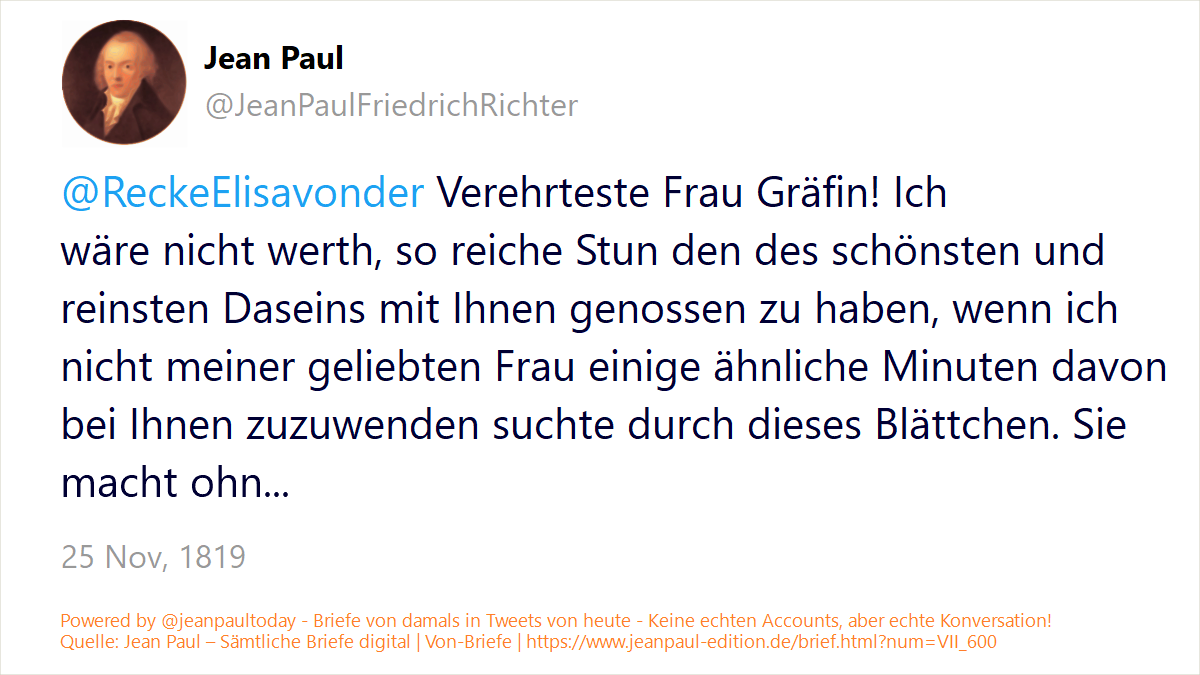 Jean Paul
@JeanPaulFriedrichRichter
@ReckeElisavonder Verehrteste Frau Gräfin! Ich
wäre nicht werth, so reiche Stun den des schönsten und
reinsten Daseins mit Ihnen genossen zu haben, wenn ich
nicht meiner geliebten Frau einige ähnliche Minuten davon
bei Ihnen zuzuwenden suchte durch dieses Blättchen. Sie
macht ohn...
25 Nov, 1819
Powered by @jeanpaultoday - Briefe von damals in Tweets von heute - Keine echten Accounts, aber echte Konversation!
Quelle: Jean Paul – Sämtliche Briefe digital | Von-Briefe | https://www.jeanpaul-edition.de/brief.html?num=VII_600